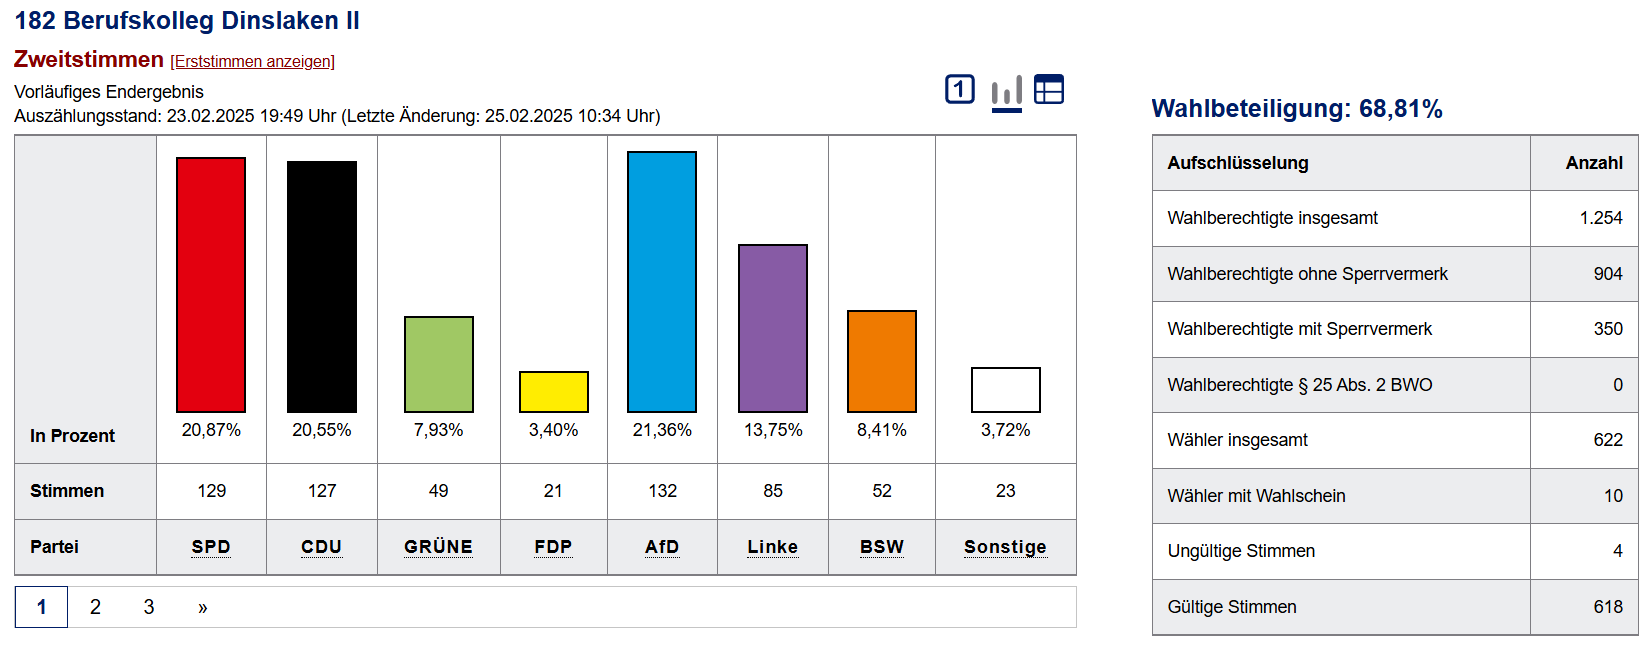 182 Berufskolleg Dinslaken II
Zweitstimmen [Erststimmen anzeigen]
Vorläufiges Endergebnis
Auszählungsstand: 23.02.2025 19:49 Uhr (Letzte Änderung: 25.02.2025 10:34 Uhr)
1
In Prozent 20,87% 20,55% 7,93% 3,40% 21,36% 13,75% 8,41% 3,72%
Stimmen 129 127 49 21 132 85 52 23
Partei SPD CDU GRÜNE FDP AfD Linke BSW Sonstige
1 2 3 »
Wahlbeteiligung: 68,81%
Aufschlüsselung Anzahl
Wahlberechtigte insgesamt 1.254
Wahlberechtigte ohne Sperrvermerk 904
Wahlberechtigte mit Sperrvermerk 350
Wahlberechtigte § 25 Abs. 2 BWO 0
Wähler insgesamt 622
Wähler mit Wahlschein 10
Ungültige Stimmen 4
Gültige Stimmen 618